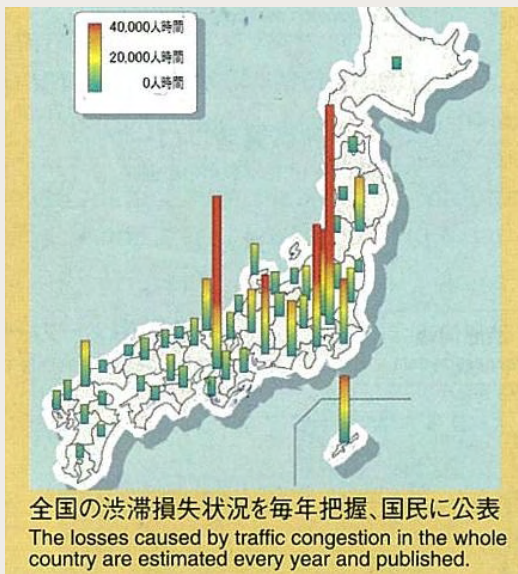 40,000人時間
20,000人時間
0人時間
全国の渋滞損失状況を毎年把握、国民に公表
The losses caused by traffic congestion in the whole
country are estimated every year and published.